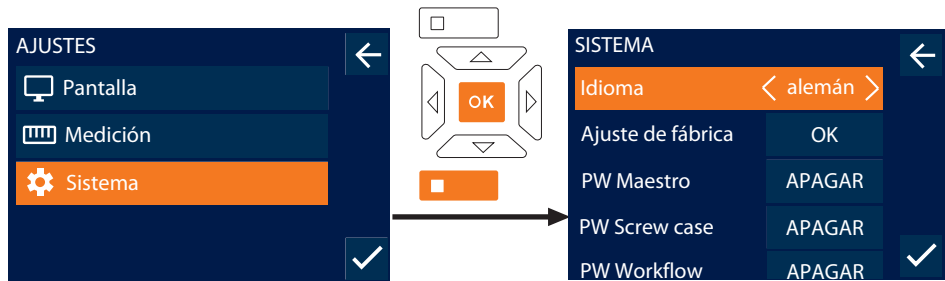 AJUSTES
Pantalla
Medición
Sistema
OK
SISTEMA
Idioma alemán
Ajuste de fábrica OK
PW Maestro APAGAR
PW Screw case APAGAR
PW Workflow APAGAR